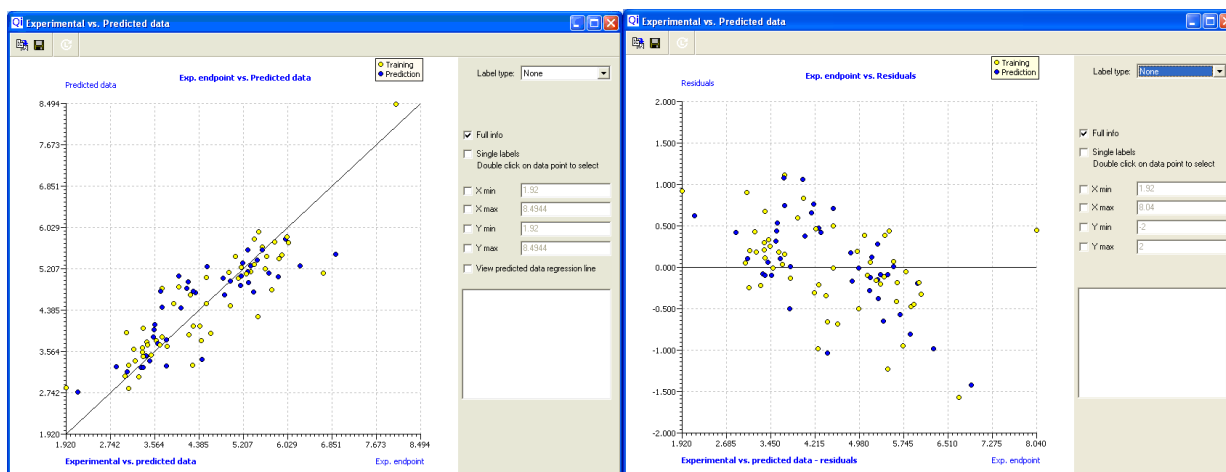 Experimental vs. Predicted data
Training
Prediction
Exp. endpoint vs. Predicted data
Predicted data
8.494
7.673
6.851
6.029
5.207
4.385
3.564
2.742
1.920
1.920 2.742 3.564 4.385 5.207 6.029 6.851 7.673 8.494
Experimental vs. predicted data
Exp. endpoint
Label type: None
Full info
Single labels
Double click on data point to select
X min 1.92
X max 8.4944
Y min 1.92
Y max 8.4944
View predicted data regression line
Experimental vs. Predicted data
Training
Prediction
Exp. endpoint vs. Residuals
Residuals
2.000
1.500
1.000
0.500
0.000
-0.500
-1.000
-1.500
-2.000
1.920 2.685 3.450 4.215 4.980 5.745 6.510 7.275 8.040
Experimental vs. predicted data - residuals
Exp. endpoint
Label type: None
Full info
Single labels
Double click on data point to select
X min 1.92
X max 8.04
Y min -2
Y max 2